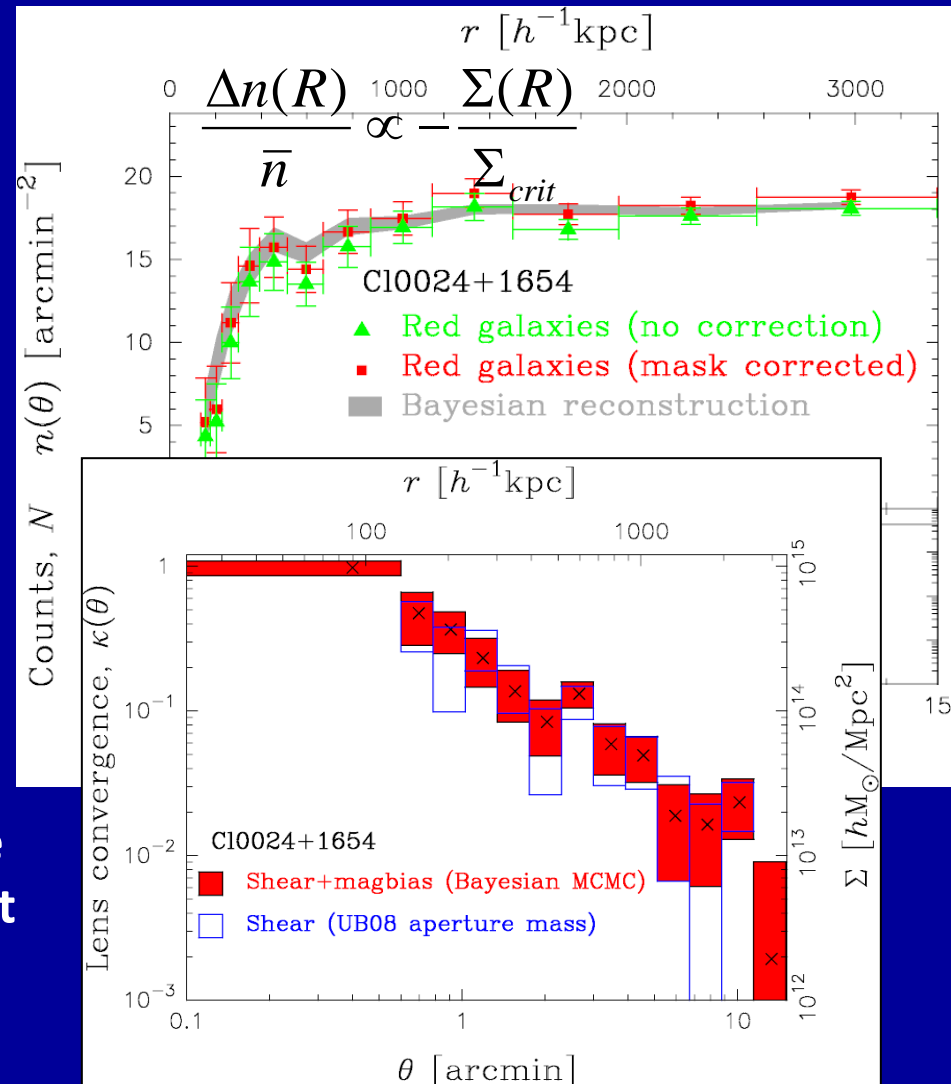 r [h⁻¹kpc]
0 1000 2000 3000
Δn(R) / n̅ ∝ − Σ(R) / Σcrit
Counts, N n(θ) [arcmin⁻²]
20
15
10
5
Cl0024+1654
Red galaxies (no correction)
Red galaxies (mask corrected)
Bayesian reconstruction
15
r [h⁻¹kpc]
100 1000
Lens convergence, κ(θ)
1
10⁻¹
10⁻²
10⁻³
10¹⁵
10¹⁴
10¹³
10¹²
Σ [hM⊙/Mpc²]
Cl0024+1654
Shear+magbias (Bayesian MCMC)
Shear (UB08 aperture mass)
0.1 1 10
θ [arcmin]